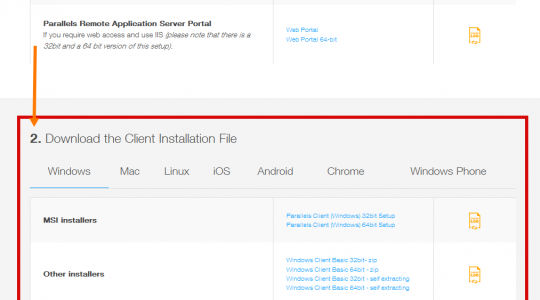 Parallels Remote Application Server Portal
If you require web access and use IIS (please note that there is a
32bit and a 64 bit version of this setup).
Web Portal
Web Portal 64-bit
2. Download the Client Installation File
Windows Mac Linux iOS Android Chrome Windows Phone
MSI installers
Parallels Client (Windows) 32bit Setup
Parallels Client (Windows) 64bit Setup
Other installers
Windows Client Basic 32bit- zip
Windows Client Basic 64bit - zip
Windows Client Basic 32bit - self extracting
Windows Client Basic 64bit - self extracting